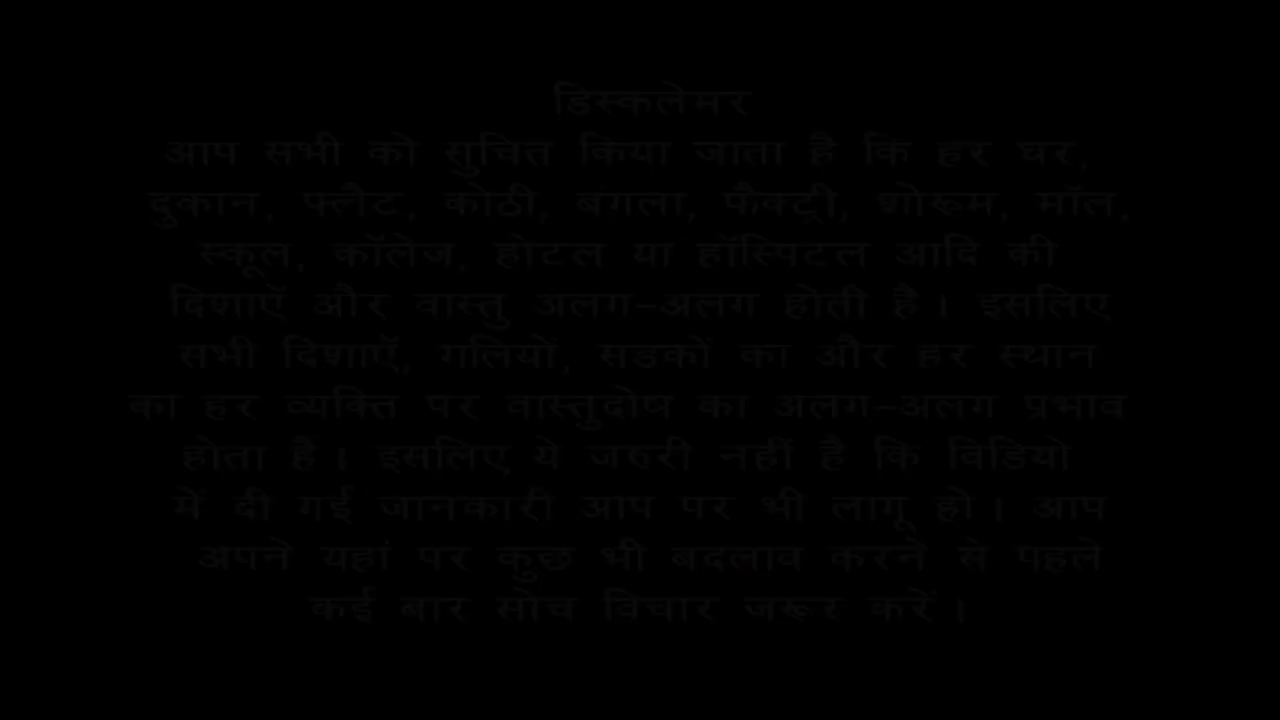 डिस्कलेमर
आप सभी को सुचित किया जाता है कि हर घर,
दुकान, फ्लैट, कोठी, बंगला, फैक्ट्री, शोरूम, मॉल,
स्कूल, कॉलेज, होटल या हॉस्पिटल आदि की
दिशाएँ और वास्तु अलग-अलग होती है। इसलिए
सभी दिशाएँ, गलियो, सडकों का और हर स्थान
का हर व्यक्ति पर वास्तुदोष का अलग-अलग प्रभाव
होता है। इसलिए ये जरुरी नहीं है कि विडियो
में दी गई जानकारी आप पर भी लागू हो। आप
अपने यहां पर कुछ भी बदलाव करने से पहले
कई बार सोच विचार जरूर करें।